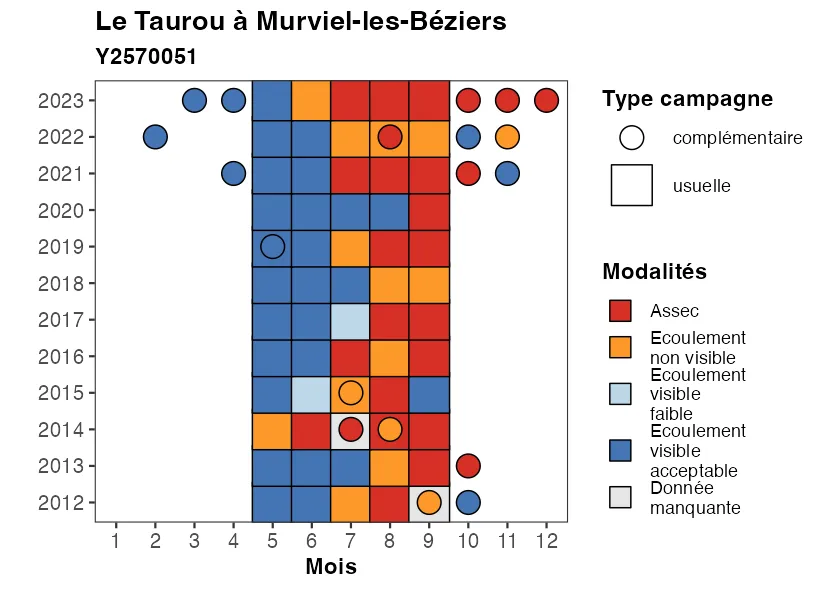 Le Taurou à Murviel-les-Béziers
Y2570051
2023
2022
2021
2020
2019
2018
2017
2016
2015
2014
2013
2012
1 2 3 4 5 6 7 8 9 10 11 12
Mois
Type campagne
complémentaire
usuelle
Modalités
Assec
Ecoulement
non visible
Ecoulement
visible
faible
Ecoulement
visible
acceptable
Donnée
manquante